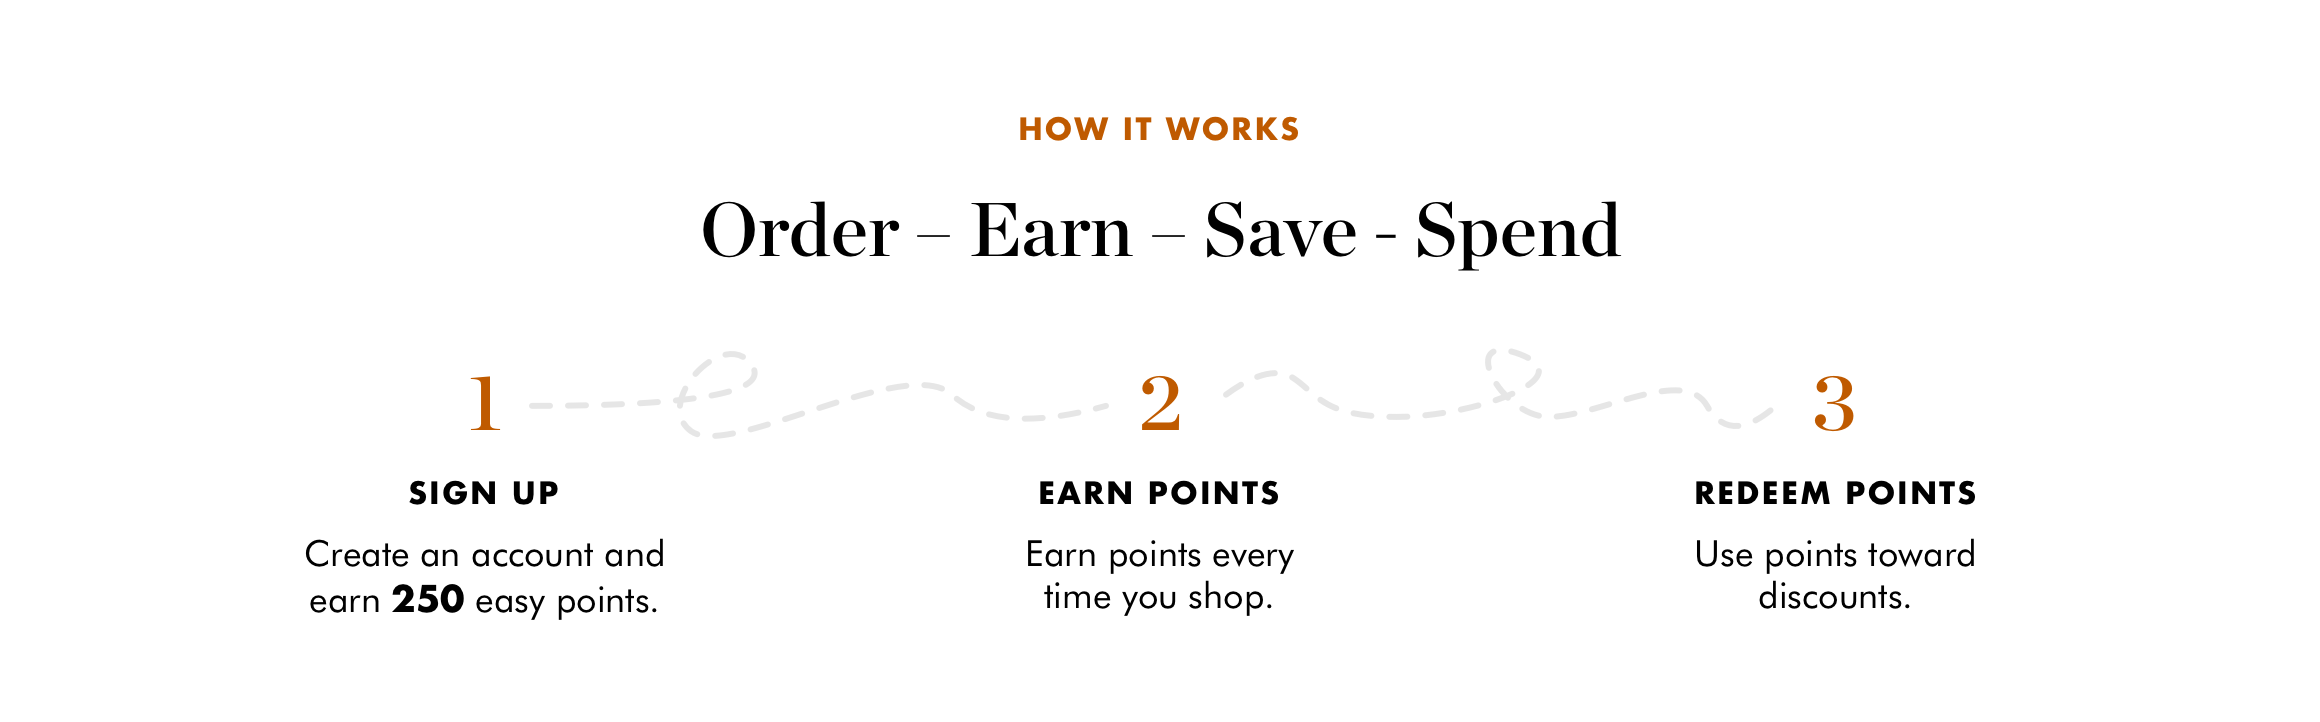 HOW IT WORKS
Order – Earn – Save - Spend
1
2
3
SIGN UP
Create an account and
earn 250 easy points.
EARN POINTS
Earn points every
time you shop.
REDEEM POINTS
Use points toward
discounts.